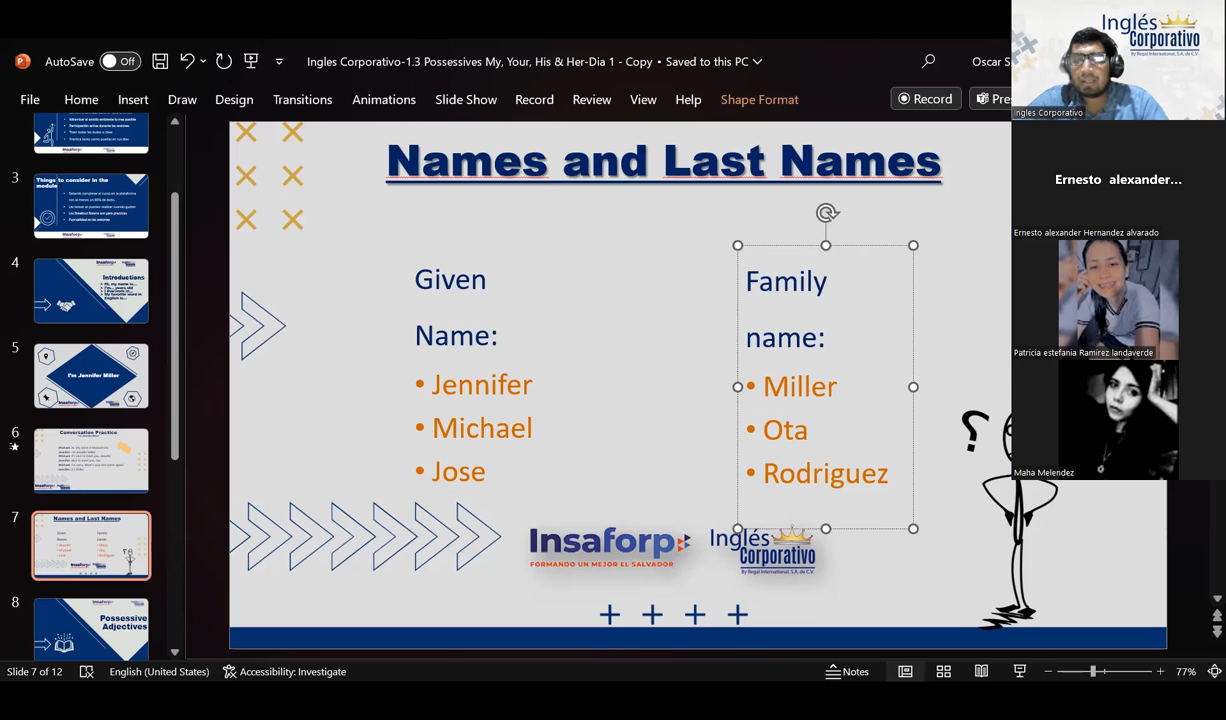 AutoSave Off
Ingles Corporativo-1.3 Possessives My, Your, His & Her-Dia 1 - Copy • Saved to this PC
Oscar S
File Home Insert Draw Design Transitions Animations Slide Show Record Review View Help Shape Format
Record
Pres
3
Things to consider in the module
4
Introductions
5
I'm Jennifer Miller
6
Conversation Practice
7
Names and Last Names
8
Possessive Adjectives
Names and Last Names
Given
Name:
• Jennifer
• Michael
• Jose
Family
name:
• Miller
• Ota
• Rodriguez
?
Insaforp
FORMANDO UN MEJOR EL SALVADOR
Inglés
Corporativo
By Regal International, S.A. de C.V.
Inglés
Corporativo
By Regal International, S.A. de C.V.
Ingles Corporativo
Ernesto alexander...
Ernesto alexander Hernandez alvarado
Patricia estefania Ramirez landaverde
Maha Melendez
Slide 7 of 12
English (United States)
Accessibility: Investigate
Notes
77%